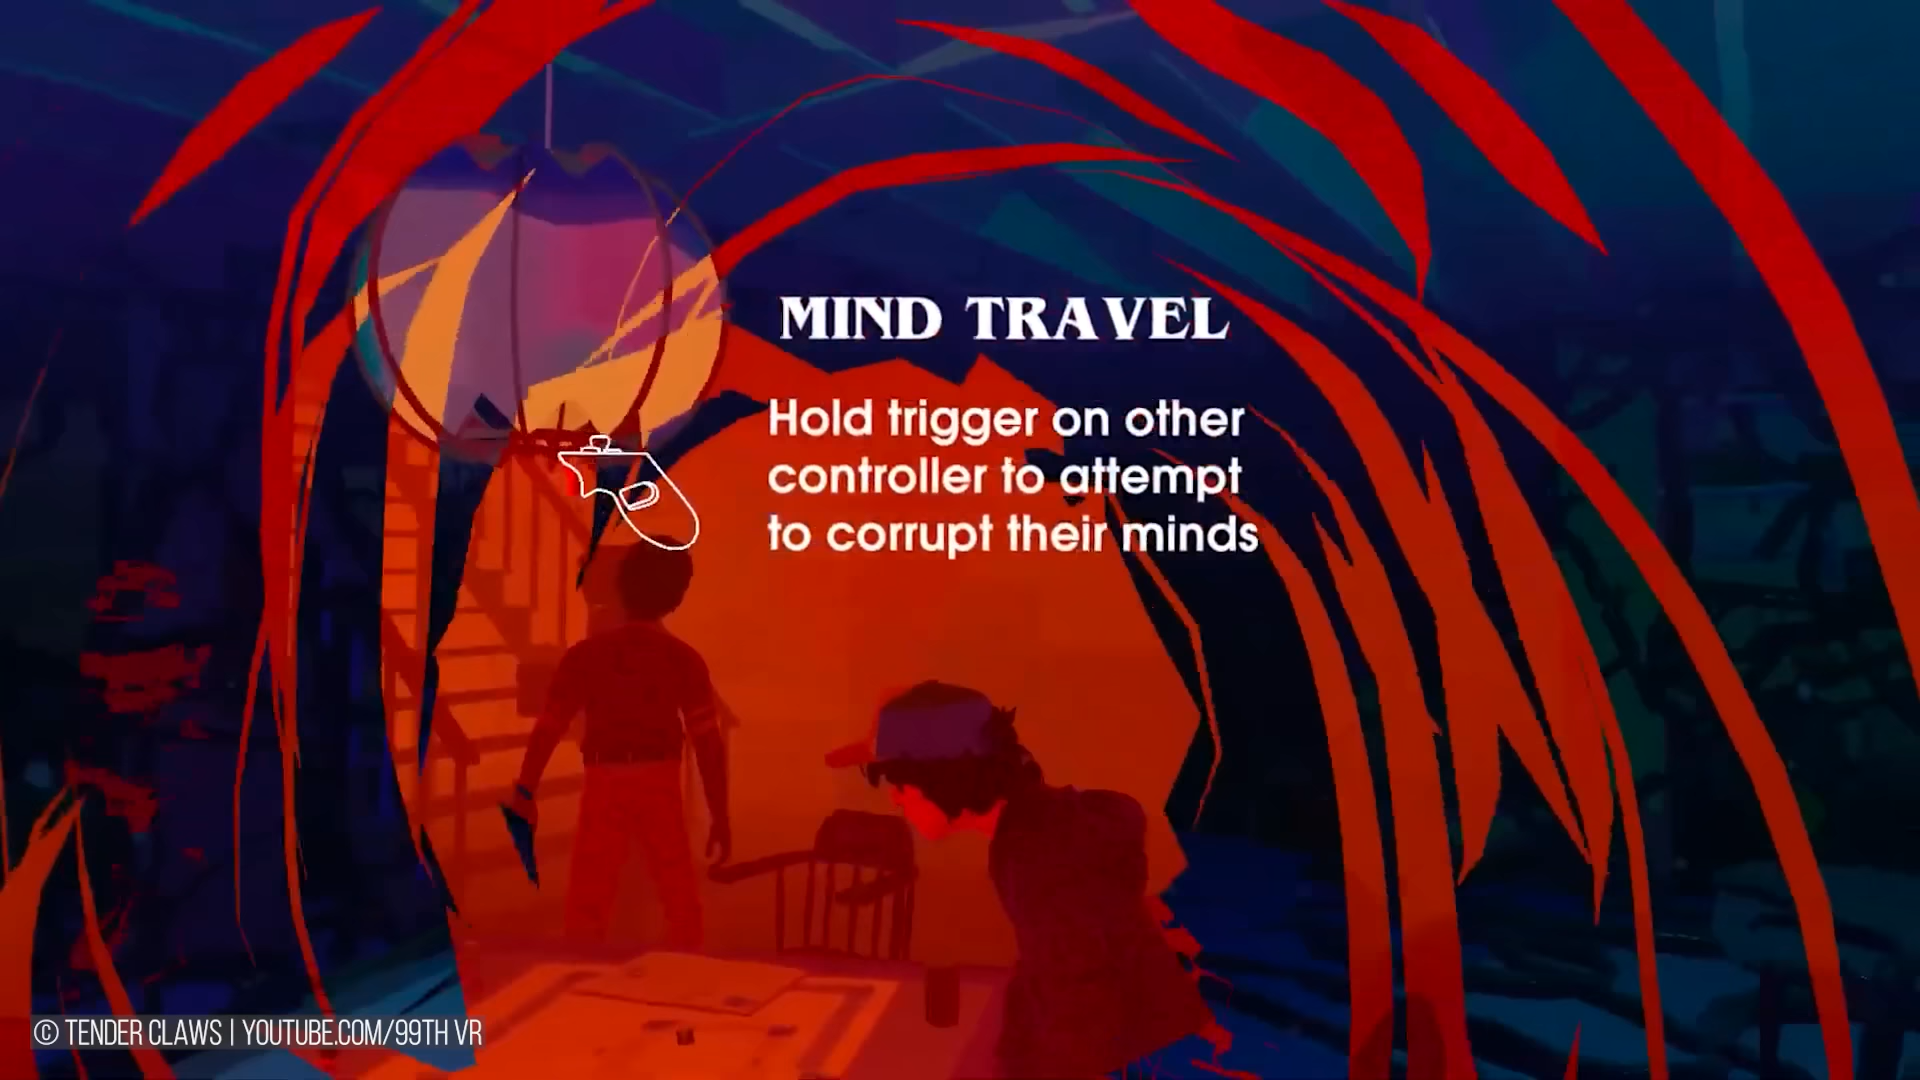 MIND TRAVEL
Hold trigger on other
controller to attempt
to corrupt their minds
© TENDER CLAWS | YOUTUBE.COM/99TH VR